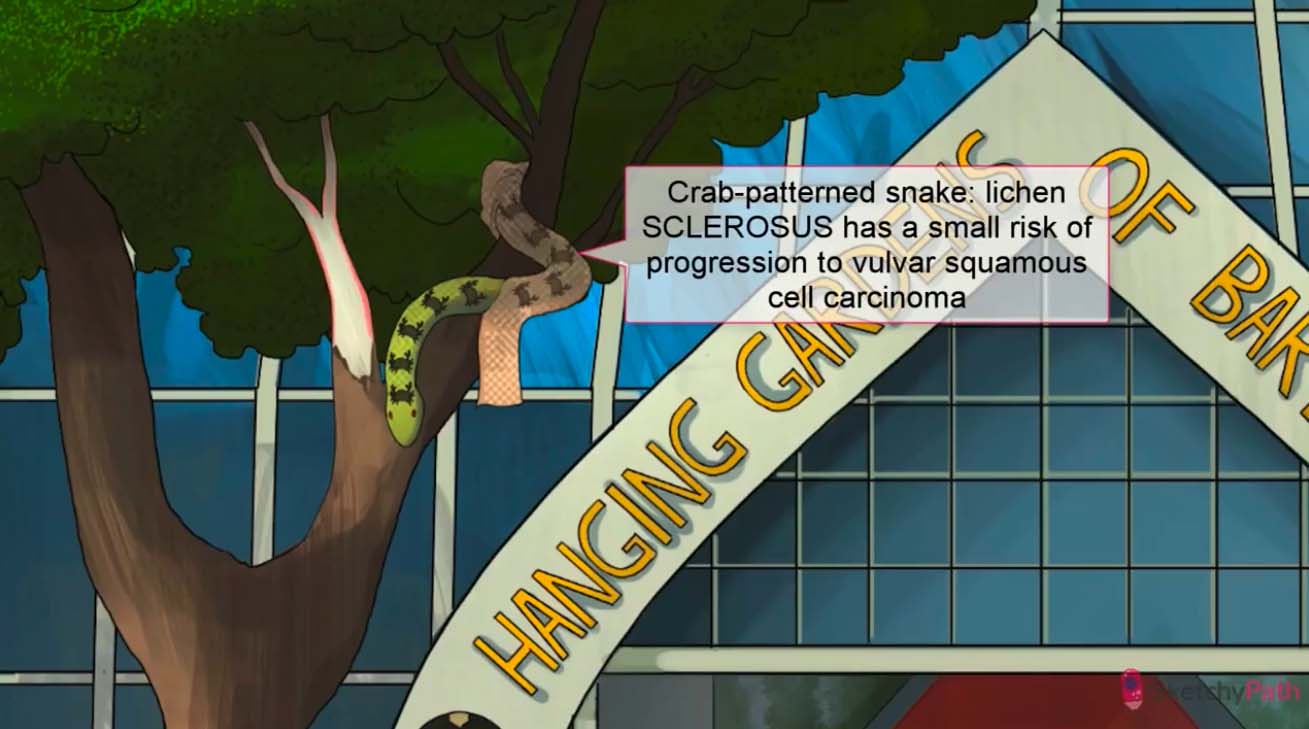 Crab-patterned snake: lichen
SCLEROSUS has a small risk of
progression to vulvar squamous
cell carcinoma
HANGING GARDENS OF
SketchyPath